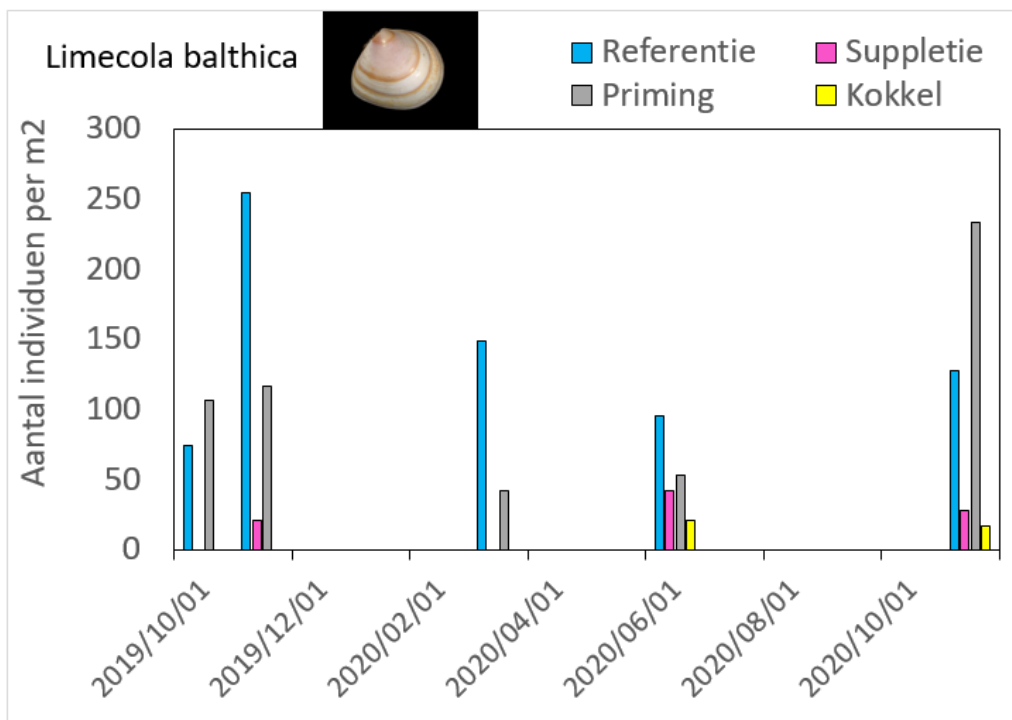 Limecola balthica
Referentie
Suppletie
Priming
Kokkel
Aantal individuen per m2
300
250
200
150
100
50
0
2019/10/01
2019/12/01
2020/02/01
2020/04/01
2020/06/01
2020/08/01
2020/10/01